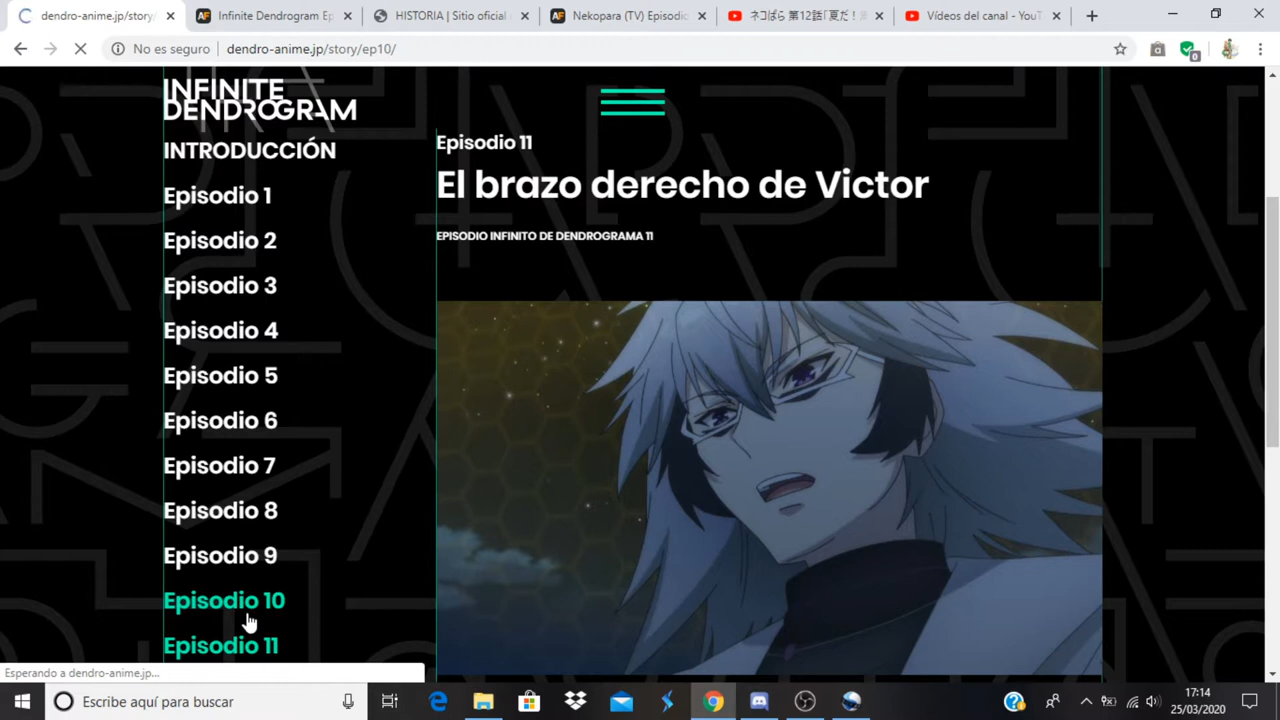 dendro-anime.jp/story/
Infinite Dendrogram Ep
HISTORIA | Sitio oficial
Nekopara (TV) Episodio
ネコぱら 第12話「夏だ！
Vídeos del canal - YouT
No es seguro
dendro-anime.jp/story/ep10/
INFINITE
DENDROGRAM
INTRODUCCIÓN
Episodio 1
Episodio 2
Episodio 3
Episodio 4
Episodio 5
Episodio 6
Episodio 7
Episodio 8
Episodio 9
Episodio 10
Episodio 11
Episodio 11
El brazo derecho de Victor
EPISODIO INFINITO DE DENDROGRAMA 11
Esperando a dendro-anime.jp...
Escribe aquí para buscar
17:14
25/03/2020